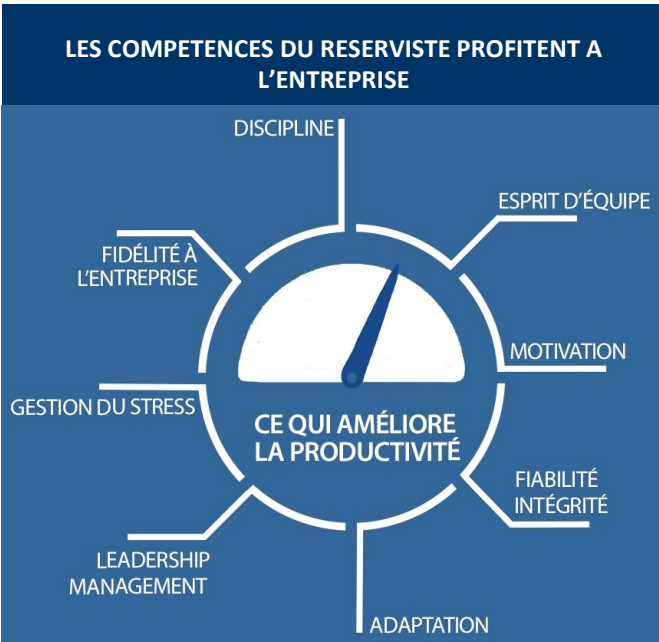 LES COMPETENCES DU RESERVISTE PROFITENT A
L’ENTREPRISE
DISCIPLINE
ESPRIT D’ÉQUIPE
FIDÉLITÉ À
L’ENTREPRISE
MOTIVATION
GESTION DU STRESS
CE QUI AMÉLIORE
LA PRODUCTIVITÉ
FIABILITÉ
INTÉGRITÉ
LEADERSHIP
MANAGEMENT
ADAPTATION